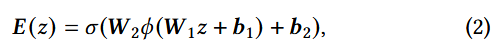 E(z) = σ(W₂ϕ(W₁z + b₁) + b₂), (2)